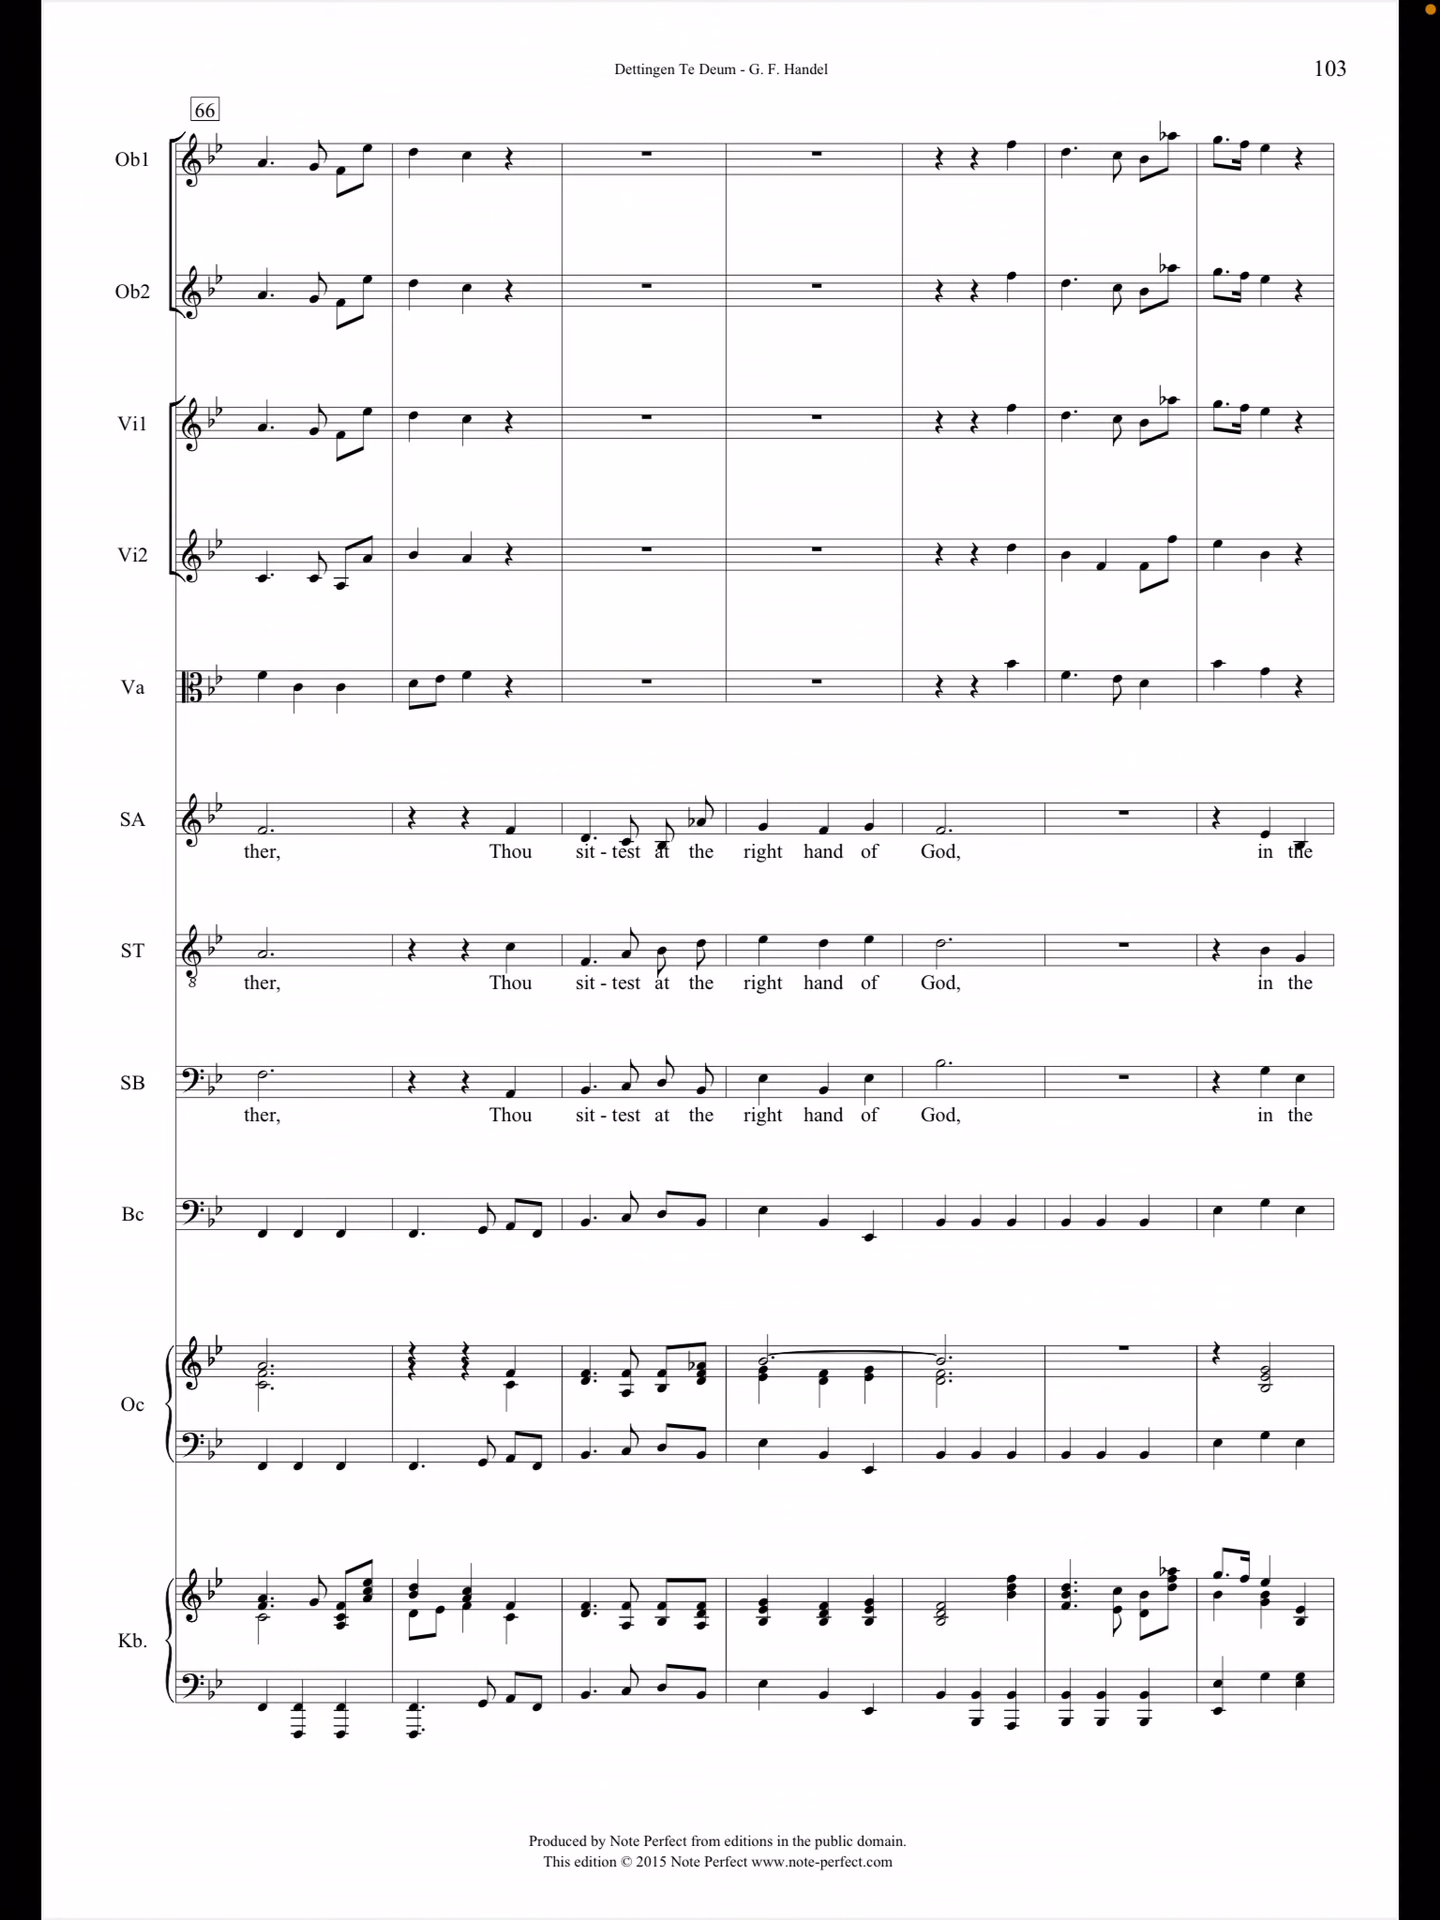 Dettingen Te Deum - G. F. Handel
103
66
Ob1
Ob2
Vi1
Vi2
Va
SA
ther, Thou sit - test at the right hand of God, in the
ST
8
ther, Thou sit - test at the right hand of God, in the
SB
ther, Thou sit - test at the right hand of God, in the
Bc
Oc
Kb.
Produced by Note Perfect from editions in the public domain.
This edition © 2015 Note Perfect www.note-perfect.com